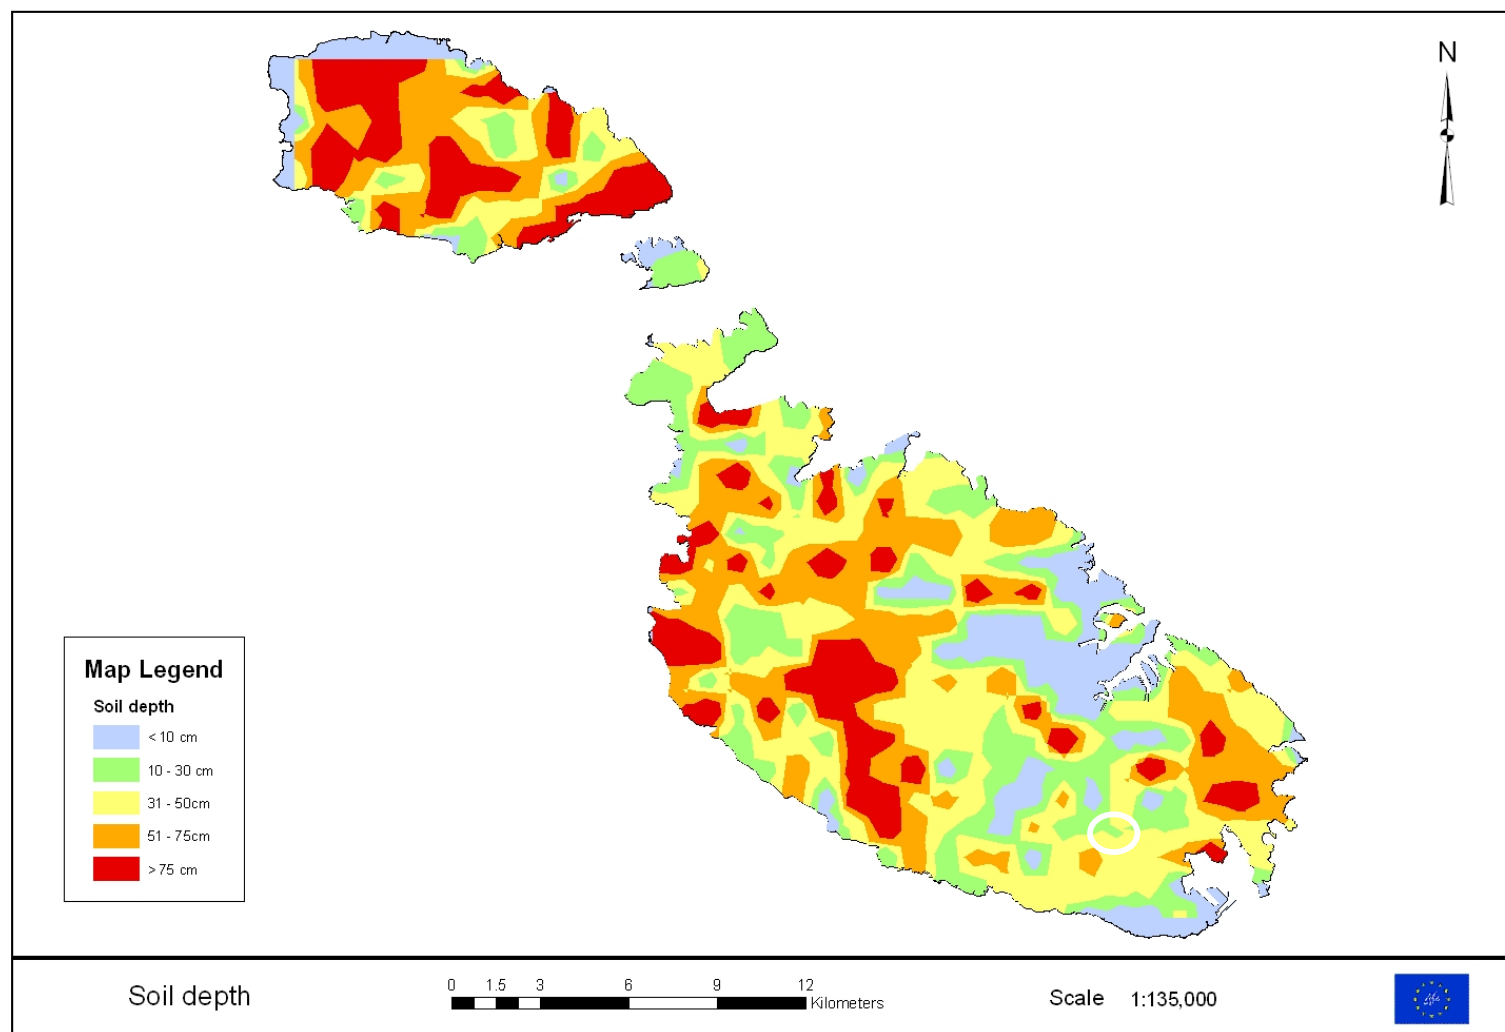 N
Map Legend
Soil depth
< 10 cm
10 - 30 cm
31 - 50cm
51 - 75cm
> 75 cm
Soil depth
0 1.5 3 6 9 12
Kilometers
Scale 1:135,000